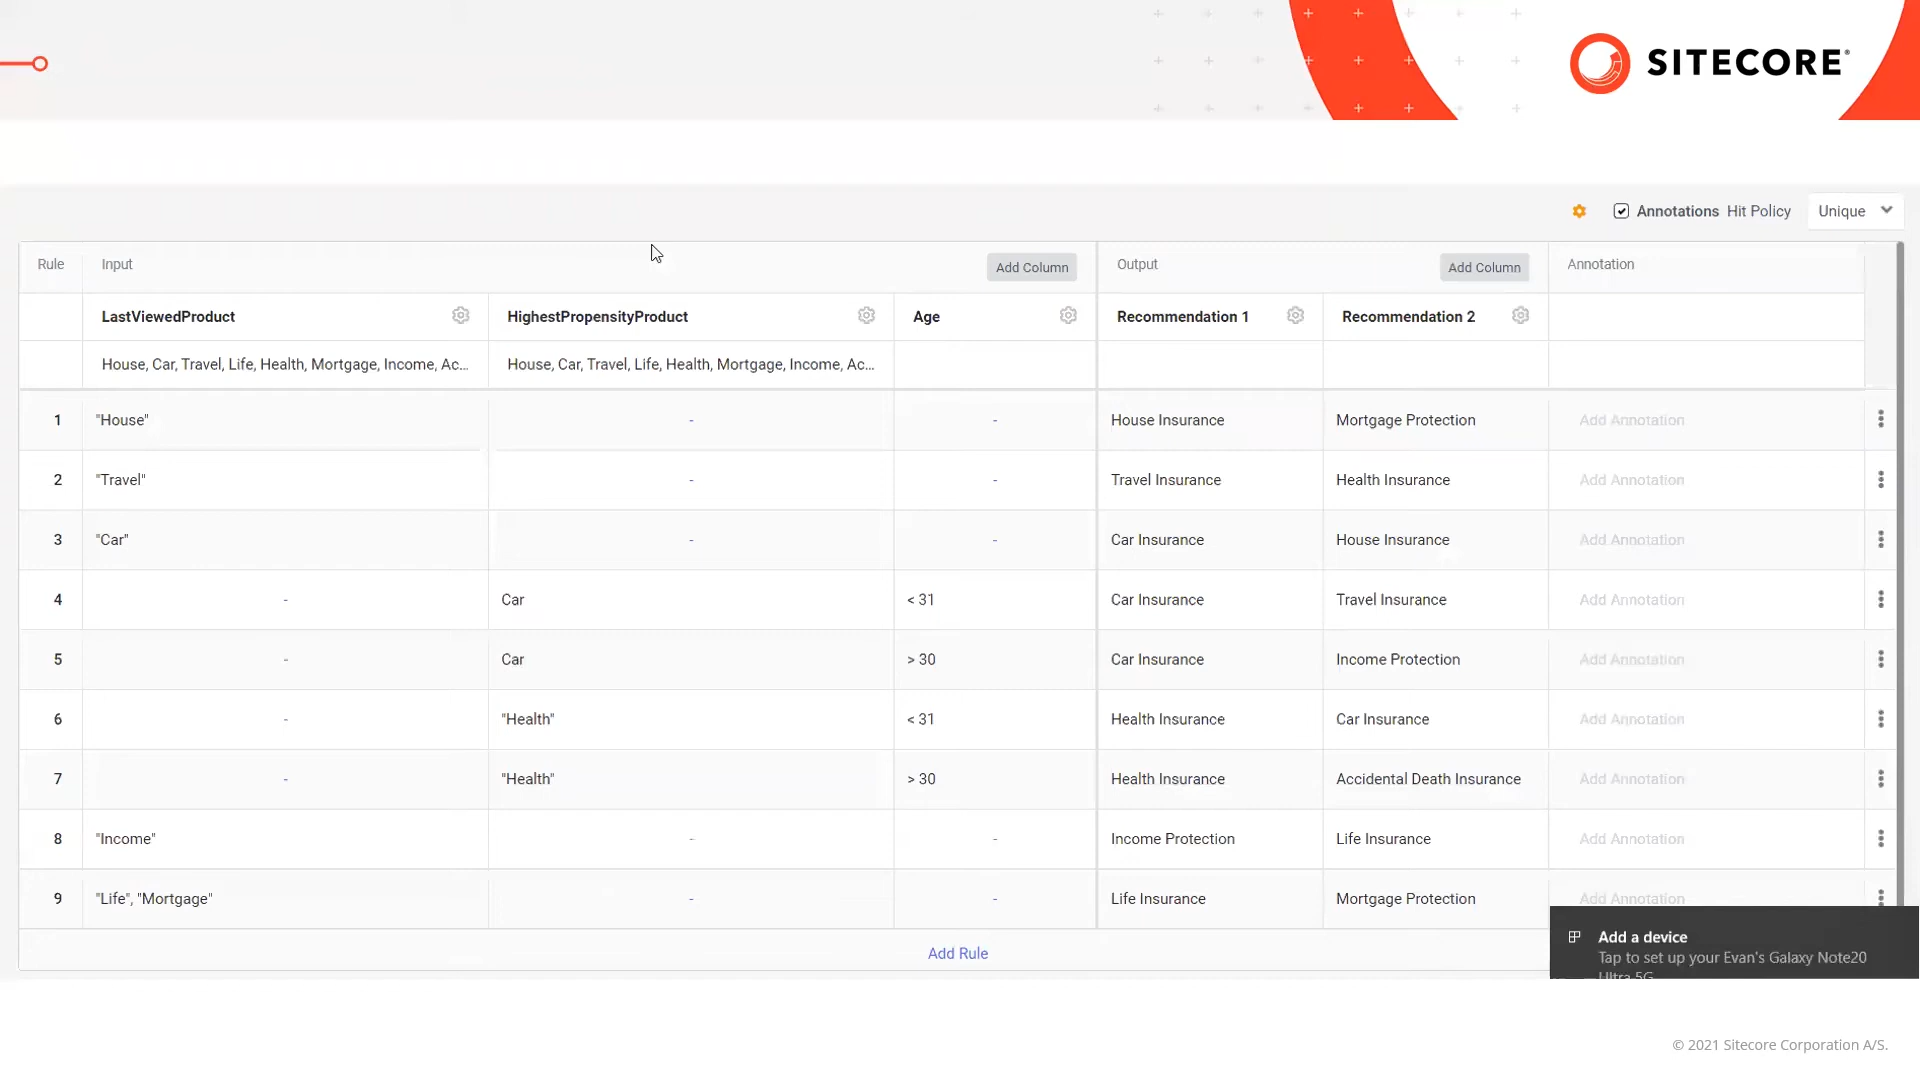 SITECORE®
Annotations Hit Policy Unique
Rule Input Add Column Output Add Column Annotation
LastViewedProduct HighestPropensityProduct Age Recommendation 1 Recommendation 2
House, Car, Travel, Life, Health, Mortgage, Income, Ac... House, Car, Travel, Life, Health, Mortgage, Income, Ac...
1 "House" - - House Insurance Mortgage Protection Add Annotation
2 "Travel" - - Travel Insurance Health Insurance Add Annotation
3 "Car" - - Car Insurance House Insurance Add Annotation
4 - Car < 31 Car Insurance Travel Insurance Add Annotation
5 - Car > 30 Car Insurance Income Protection Add Annotation
6 - "Health" < 31 Health Insurance Car Insurance Add Annotation
7 - "Health" > 30 Health Insurance Accidental Death Insurance Add Annotation
8 "Income" - - Income Protection Life Insurance Add Annotation
9 "Life", "Mortgage" - - Life Insurance Mortgage Protection Add Annotation
Add Rule
Add a device
Tap to set up your Evan's Galaxy Note20
Ultra 5G
© 2021 Sitecore Corporation A/S.